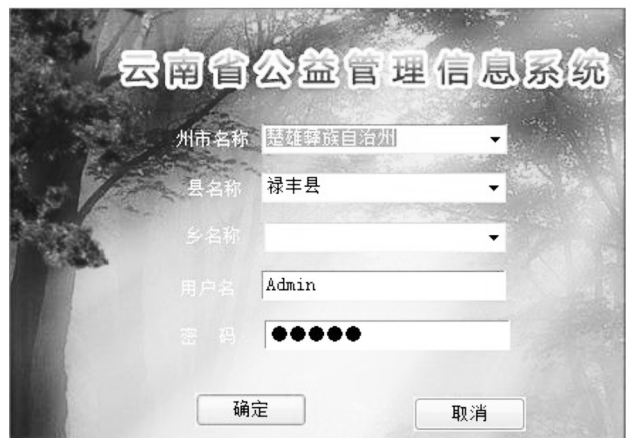 云南省公益管理信息系统
州市名称 楚雄彝族自治州
县名称 禄丰县
乡名称
用户名 Admin
密 码 ●●●●●
确定 取消